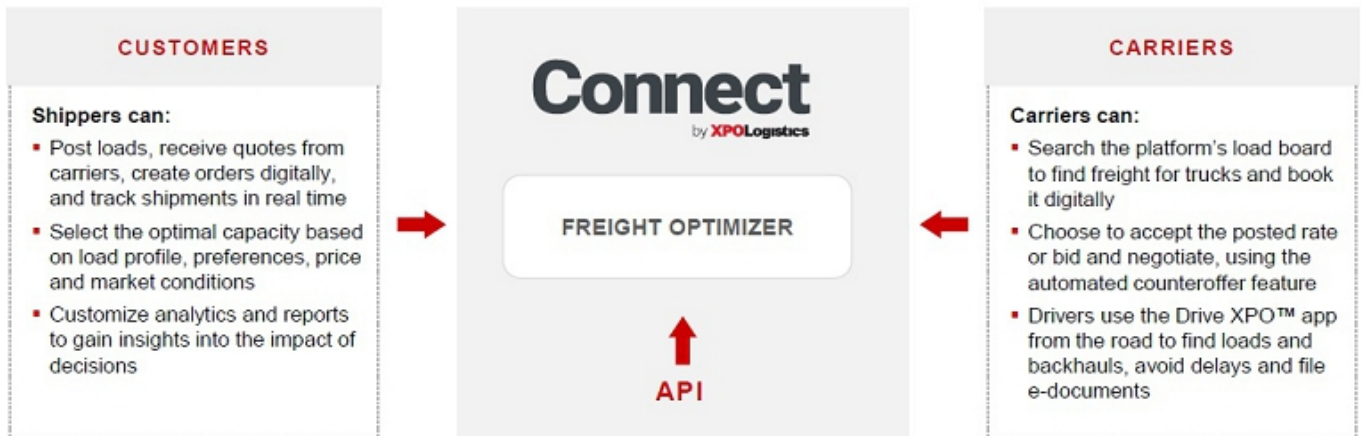 CUSTOMERS
Shippers can:
▪ Post loads, receive quotes from
carriers, create orders digitally,
and track shipments in real time
▪ Select the optimal capacity based
on load profile, preferences, price
and market conditions
▪ Customize analytics and reports
to gain insights into the impact of
decisions
Connect
by XPOLogistics
FREIGHT OPTIMIZER
API
CARRIERS
Carriers can:
▪ Search the platform's load board
to find freight for trucks and book
it digitally
▪ Choose to accept the posted rate
or bid and negotiate, using the
automated counteroffer feature
▪ Drivers use the Drive XPO™ app
from the road to find loads and
backhauls, avoid delays and file
e-documents